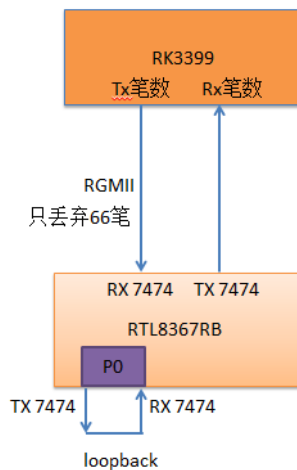 RK3399
Tx笔数 Rx笔数
RGMII
只丢弃66笔
RX 7474 TX 7474
RTL8367RB
P0
TX 7474 RX 7474
loopback